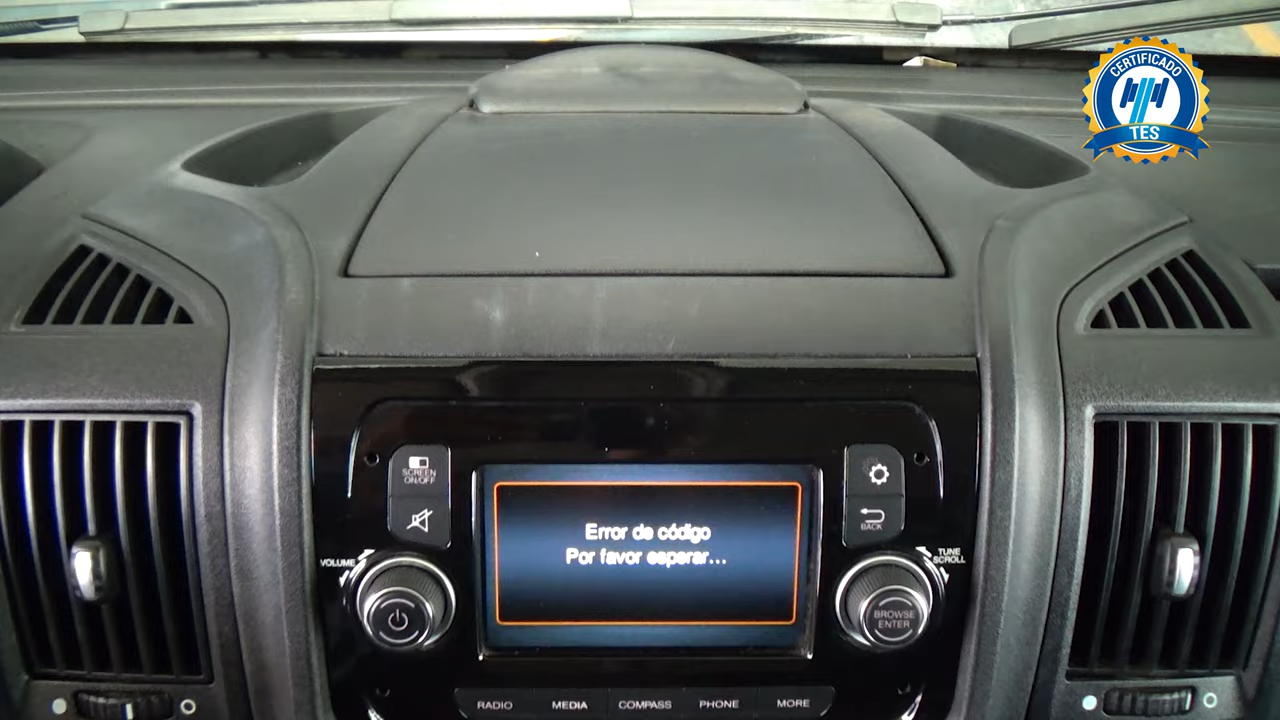 CERTIFICADO
TES
SCREEN
ON/OFF
Error de código
Por favor esperar...
BACK
VOLUME
TUNE
SCROLL
BROWSE
ENTER
RADIO
MEDIA
COMPASS
PHONE
MORE